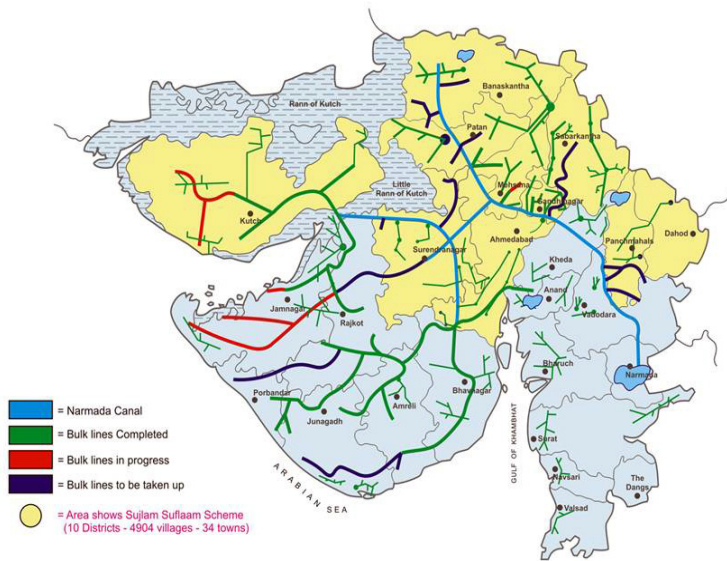 Rann of Kutch
Banaskantha
Patan
Sabarkantha
Little
Rann of Kutch
Mehsana
Gandhinagar
Kutch
Ahmedabad
Panchmahals
Dahod
Surendranagar
Kheda
Anand
Vadodara
Jamnagar
Rajkot
Narmada
Bharuch
Porbandar
Junagadh
Amreli
Bhavnagar
GULF OF KHAMBHAT
Surat
Navsari
The
Dangs
Valsad
ARABIAN SEA
= Narmada Canal
= Bulk lines Completed
= Bulk lines in progress
= Bulk lines to be taken up
= Area shows Sujlam Suflaam Scheme
(10 Districts - 4904 villages - 34 towns)